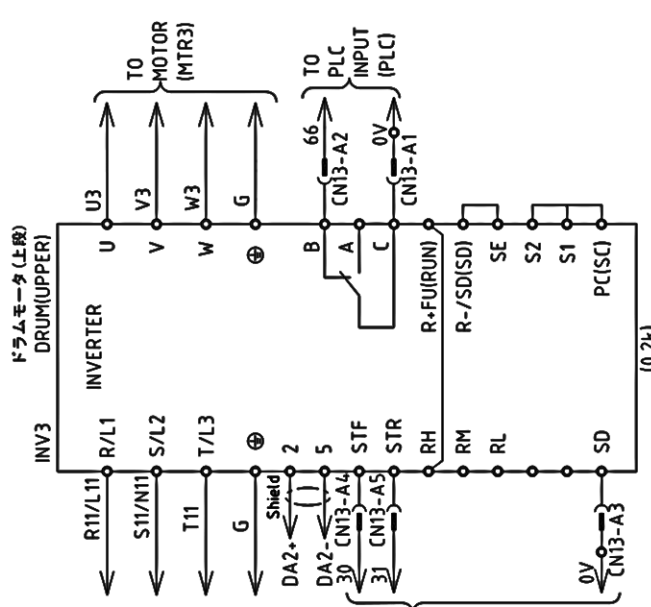 TO
MOTOR
(MTR3)
TO
PLC
INPUT
(PLC)
U3
V3
W3
G
66
CN13-A2
0V
CN13-A1
ドラムモータ(上段)
DRUM(UPPER)
U
V
W
B
A
C
R+FU(RUN)
R-/SD(SD)
SE
S2
S1
PC(SC)
INVERTER
(0.2k)
INV3
R/L1
S/L2
T/L3
2
5
STF
STR
RH
RM
RL
SD
R11/L11
S11/N11
T11
G
Shield
DA2+
DA2-
CN13-A4
30
CN13-A5
31
0V
CN13-A3